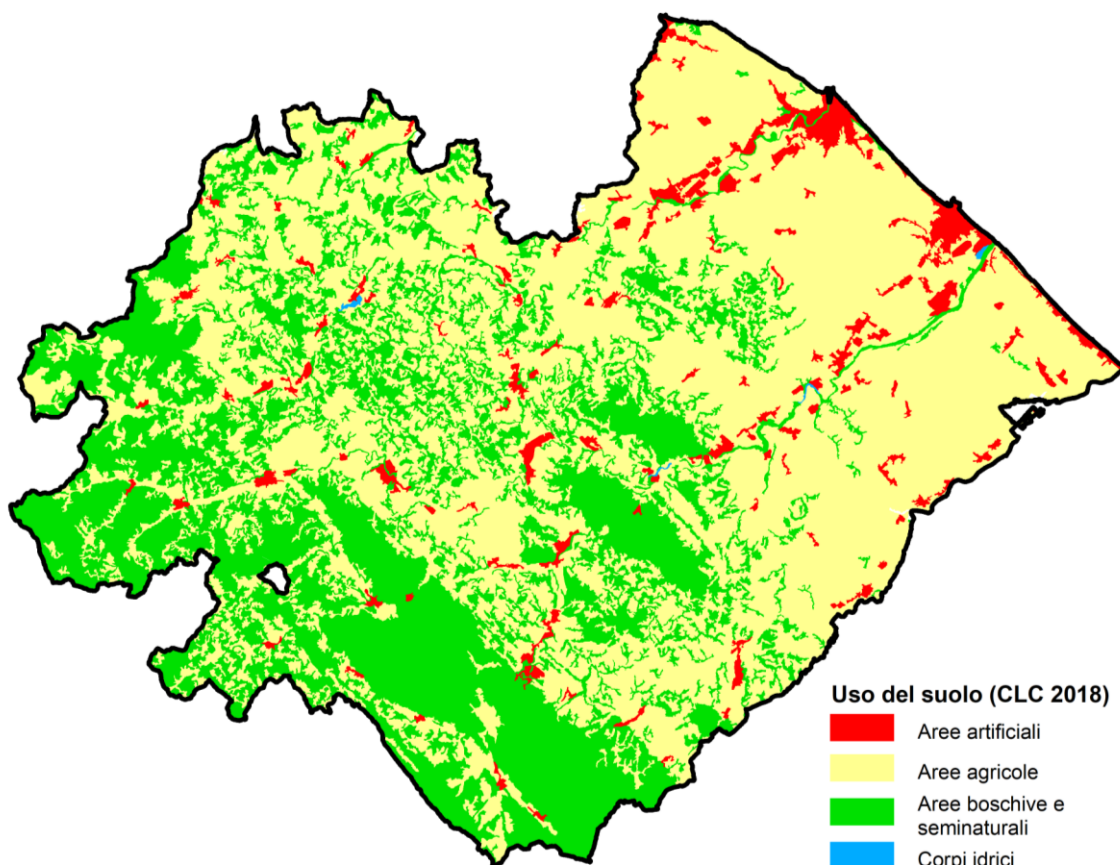 Uso del suolo (CLC 2018)
Aree artificiali
Aree agricole
Aree boschive e
seminaturali
Corpi idrici